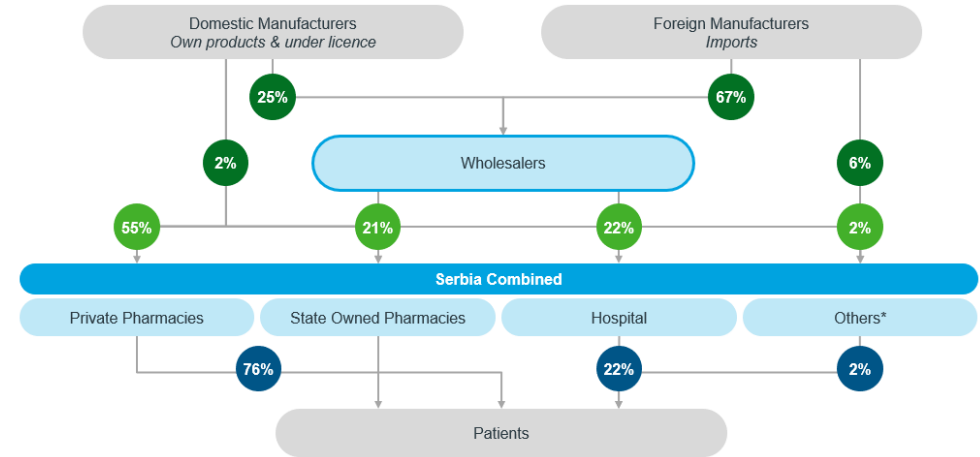 Domestic Manufacturers
Own products & under licence
Foreign Manufacturers
Imports
25%
67%
2%
Wholesalers
6%
55%
21%
22%
2%
Serbia Combined
Private Pharmacies
State Owned Pharmacies
Hospital
Others*
76%
22%
2%
Patients